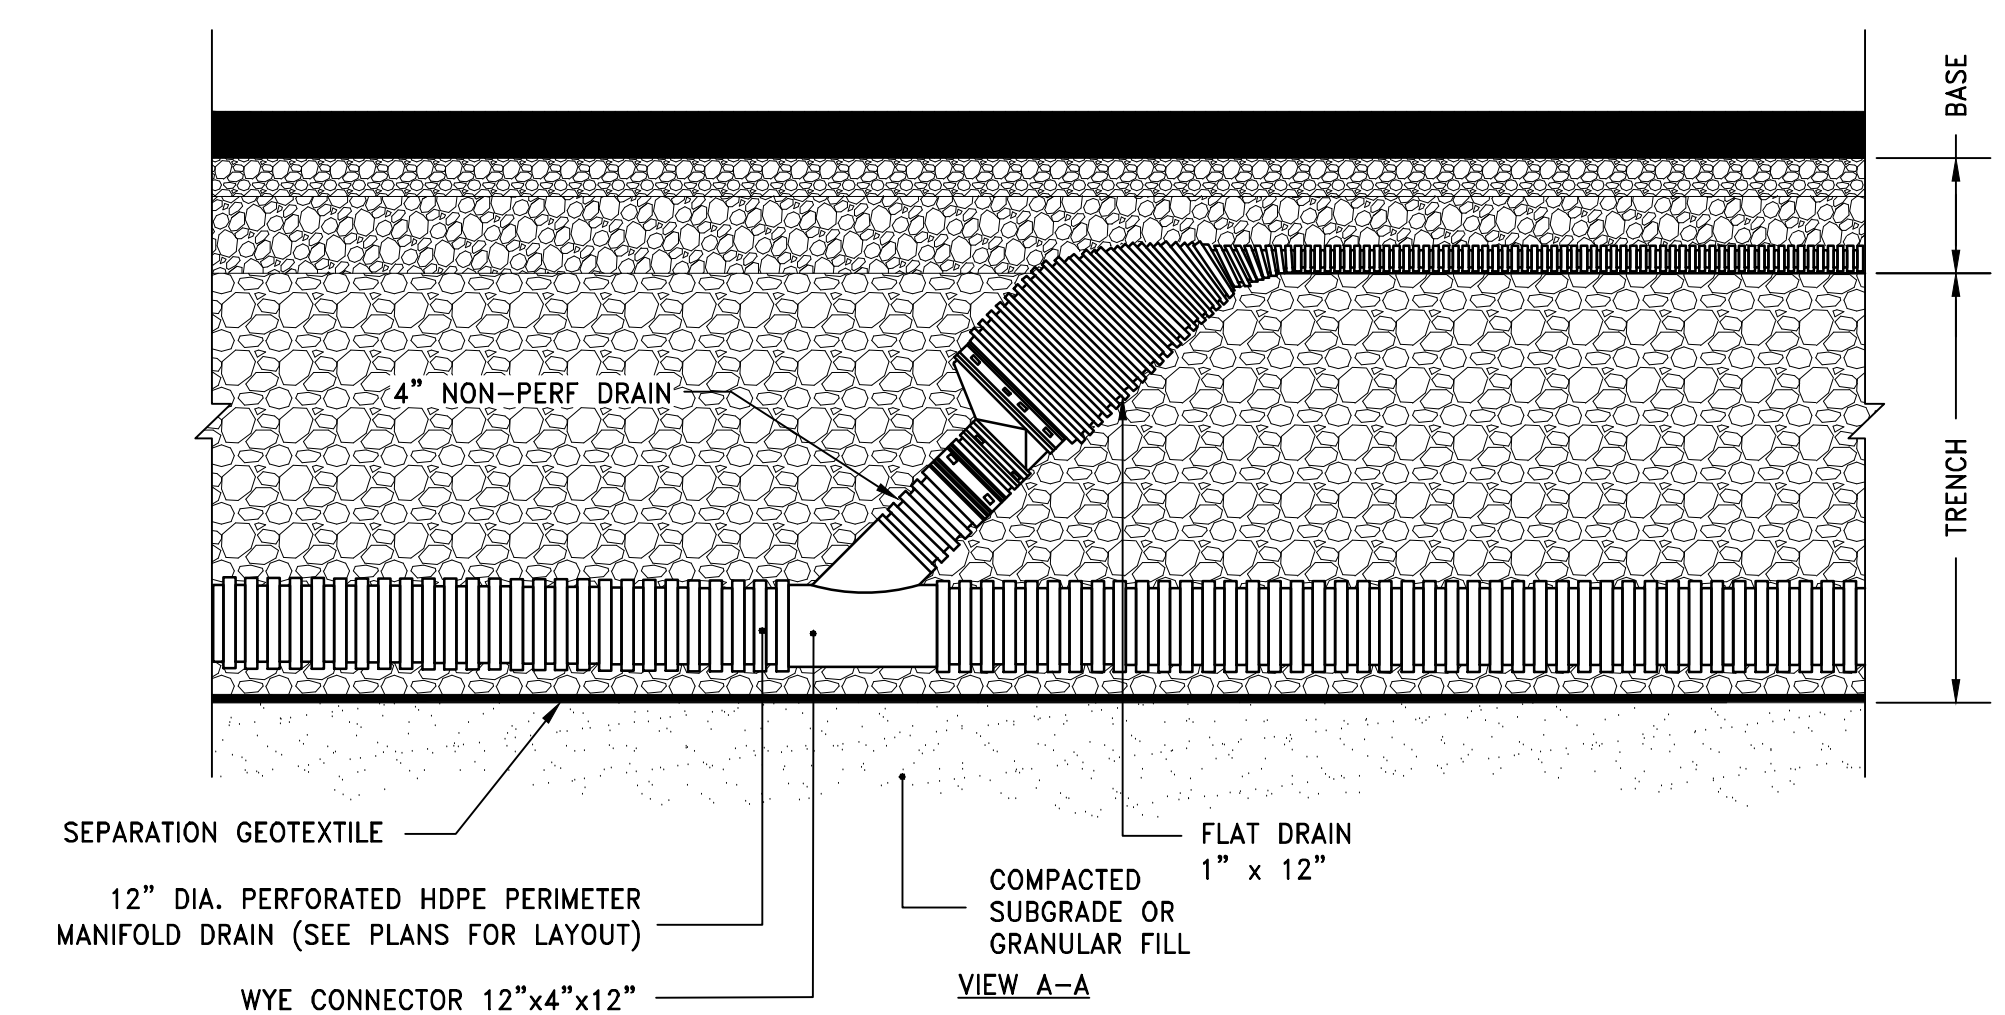 BASE
4” NON-PERF DRAIN
TRENCH
SEPARATION GEOTEXTILE
FLAT DRAIN
1” x 12”
12” DIA. PERFORATED HDPE PERIMETER
MANIFOLD DRAIN (SEE PLANS FOR LAYOUT)
COMPACTED
SUBGRADE OR
GRANULAR FILL
WYE CONNECTOR 12”x4”x12”
VIEW A-A